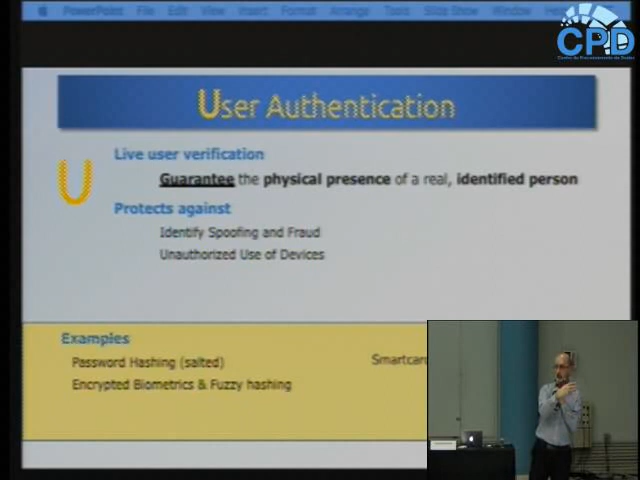 PowerPoint File Edit View Insert Format Arrange Tools Slide Show Window
CPD
User Authentication
Live user verification
U
Guarantee the physical presence of a real, identified person
Protects against
Identify Spoofing and Fraud
Unauthorized Use of Devices
Examples
Password Hashing (salted)
Smartcard
Encrypted Biometrics & Fuzzy hashing